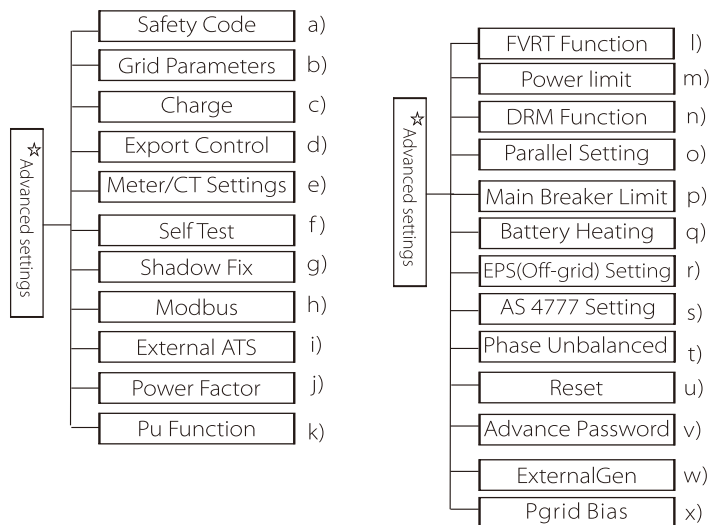 ☆ Advanced settings
Safety Code a)
Grid Parameters b)
Charge c)
Export Control d)
Meter/CT Settings e)
Self Test f)
Shadow Fix g)
Modbus h)
External ATS i)
Power Factor j)
Pu Function k)
☆ Advanced settings
FVRT Function l)
Power limit m)
DRM Function n)
Parallel Setting o)
Main Breaker Limit p)
Battery Heating q)
EPS(Off-grid) Setting r)
AS 4777 Setting s)
Phase Unbalanced t)
Reset u)
Advance Password v)
ExternalGen w)
Pgrid Bias x)